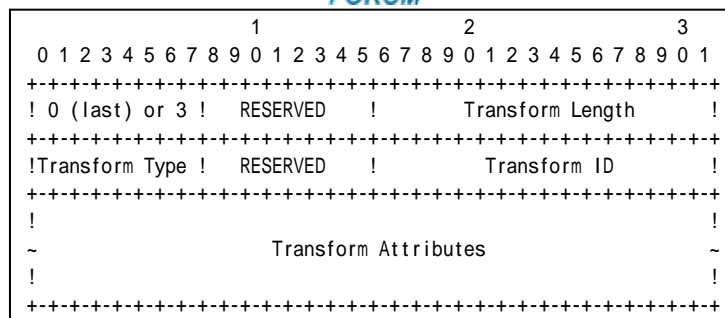 FORUM
1 2 3
0 1 2 3 4 5 6 7 8 9 0 1 2 3 4 5 6 7 8 9 0 1 2 3 4 5 6 7 8 9 0 1
+-+-+-+-+-+-+-+-+-+-+-+-+-+-+-+-+-+-+-+-+-+-+-+-+-+-+-+-+-+-+-+-+
! 0 (last) or 3 ! RESERVED ! Transform Length !
+-+-+-+-+-+-+-+-+-+-+-+-+-+-+-+-+-+-+-+-+-+-+-+-+-+-+-+-+-+-+-+-+
!Transform Type ! RESERVED ! Transform ID !
+-+-+-+-+-+-+-+-+-+-+-+-+-+-+-+-+-+-+-+-+-+-+-+-+-+-+-+-+-+-+-+-+
! !
~ Transform Attributes ~
! !
+-+-+-+-+-+-+-+-+-+-+-+-+-+-+-+-+-+-+-+-+-+-+-+-+-+-+-+-+-+-+-+-+